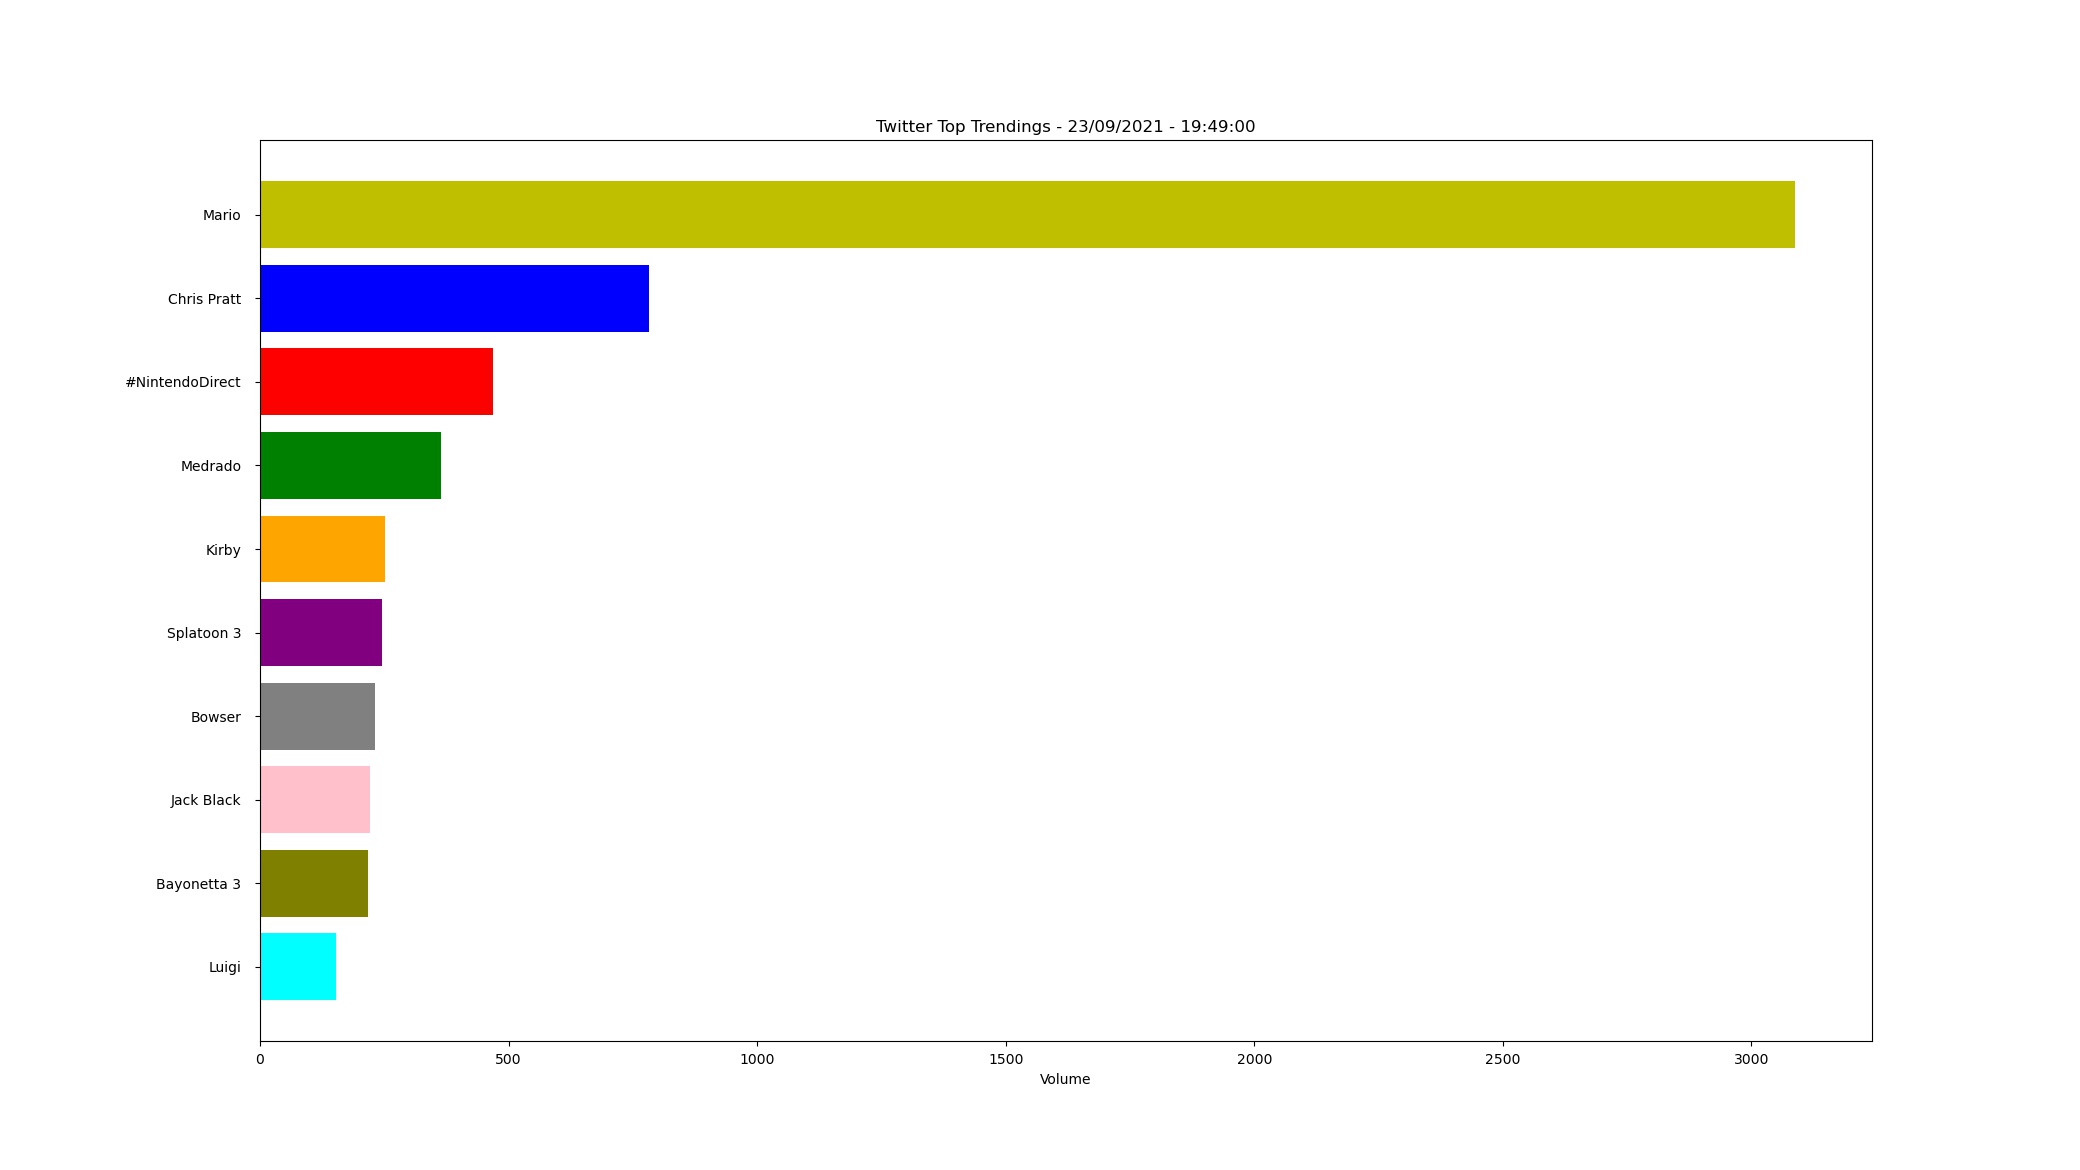 Twitter Top Trendings - 23/09/2021 - 19:49:00
Mario
Chris Pratt
#NintendoDirect
Medrado
Kirby
Splatoon 3
Bowser
Jack Black
Bayonetta 3
Luigi
0 500 1000 1500 2000 2500 3000
Volume